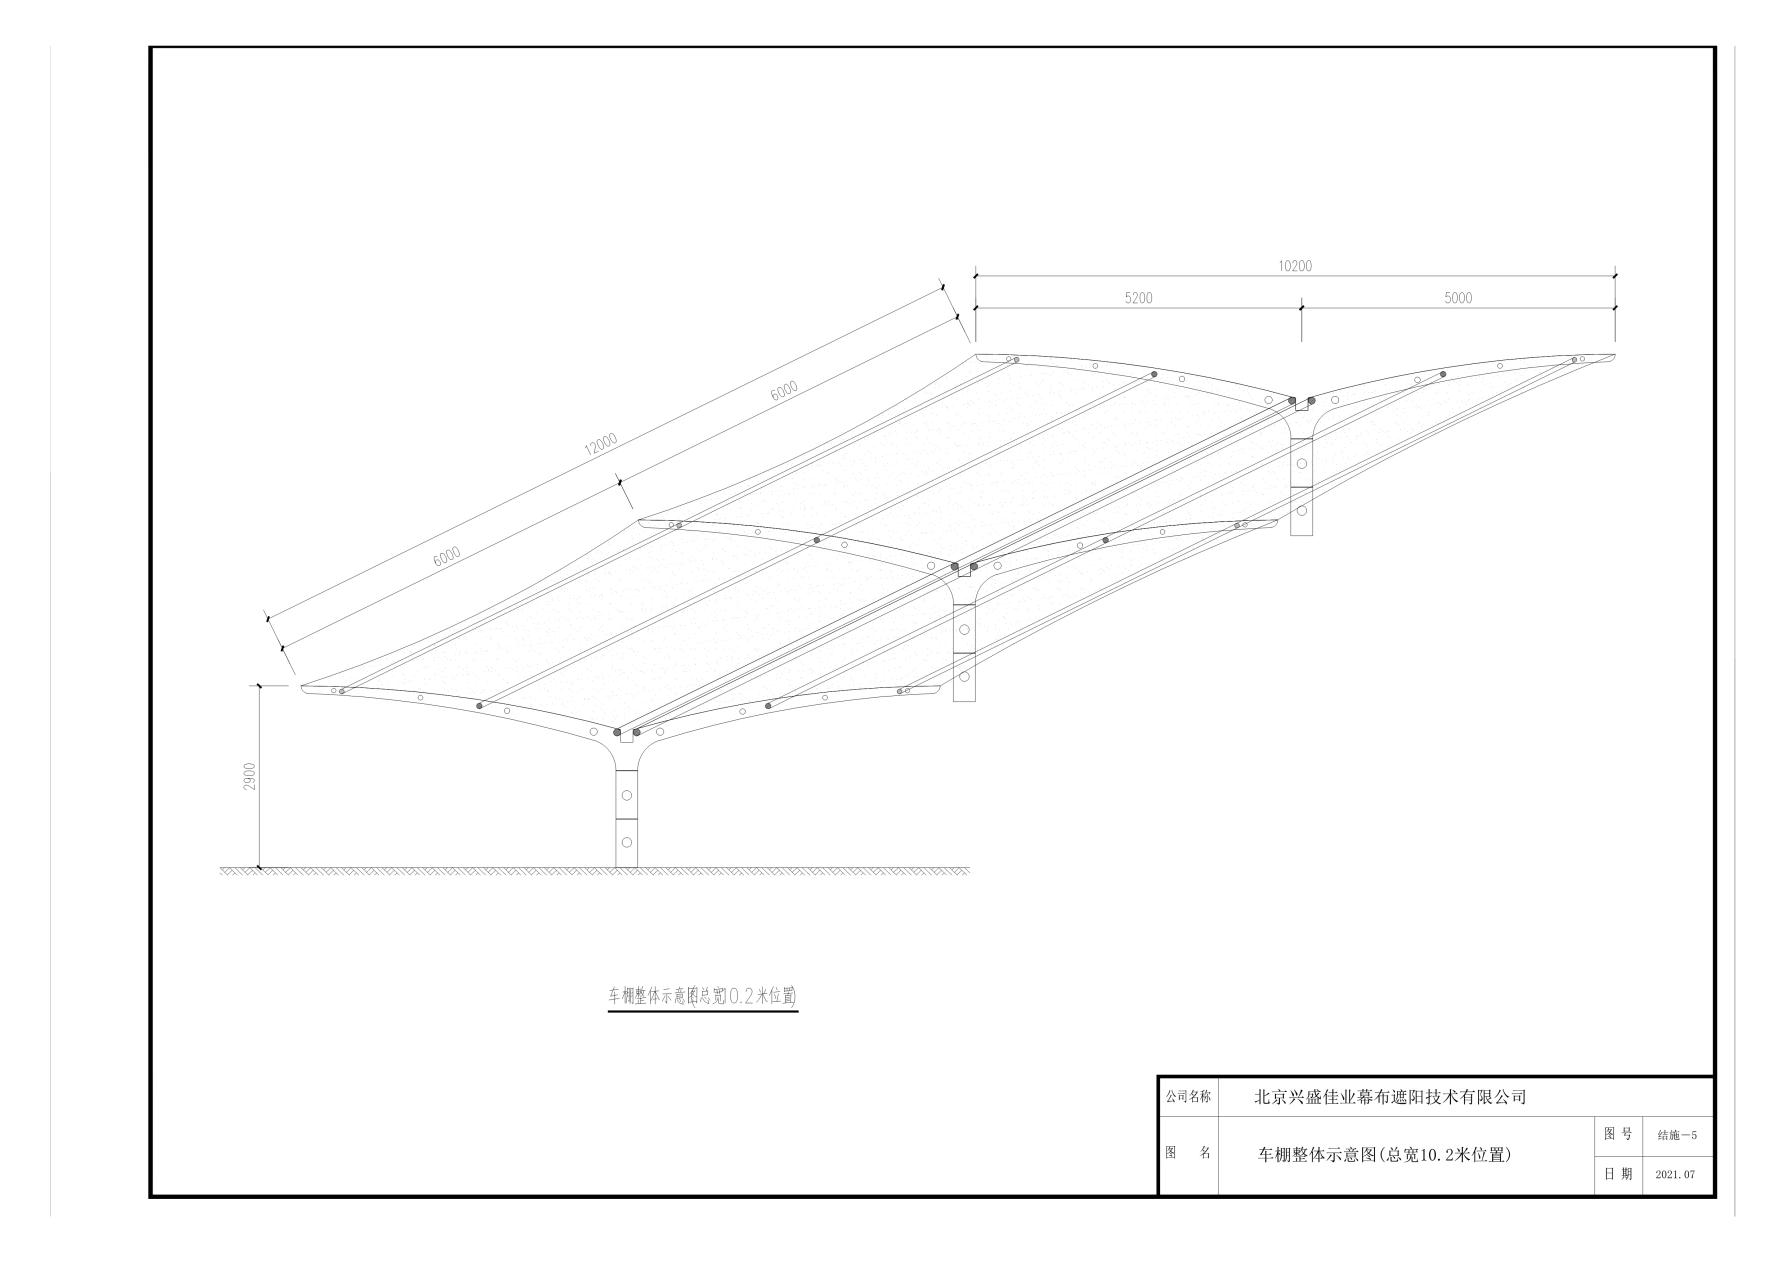 10200
5200
5000
6000
12000
6000
2900
车棚整体示意图(总宽10.2米位置)
公司名称
北京兴盛佳业幕布遮阳技术有限公司
图 名
车棚整体示意图(总宽10.2米位置)
图 号
结施-5
日 期
2021.07